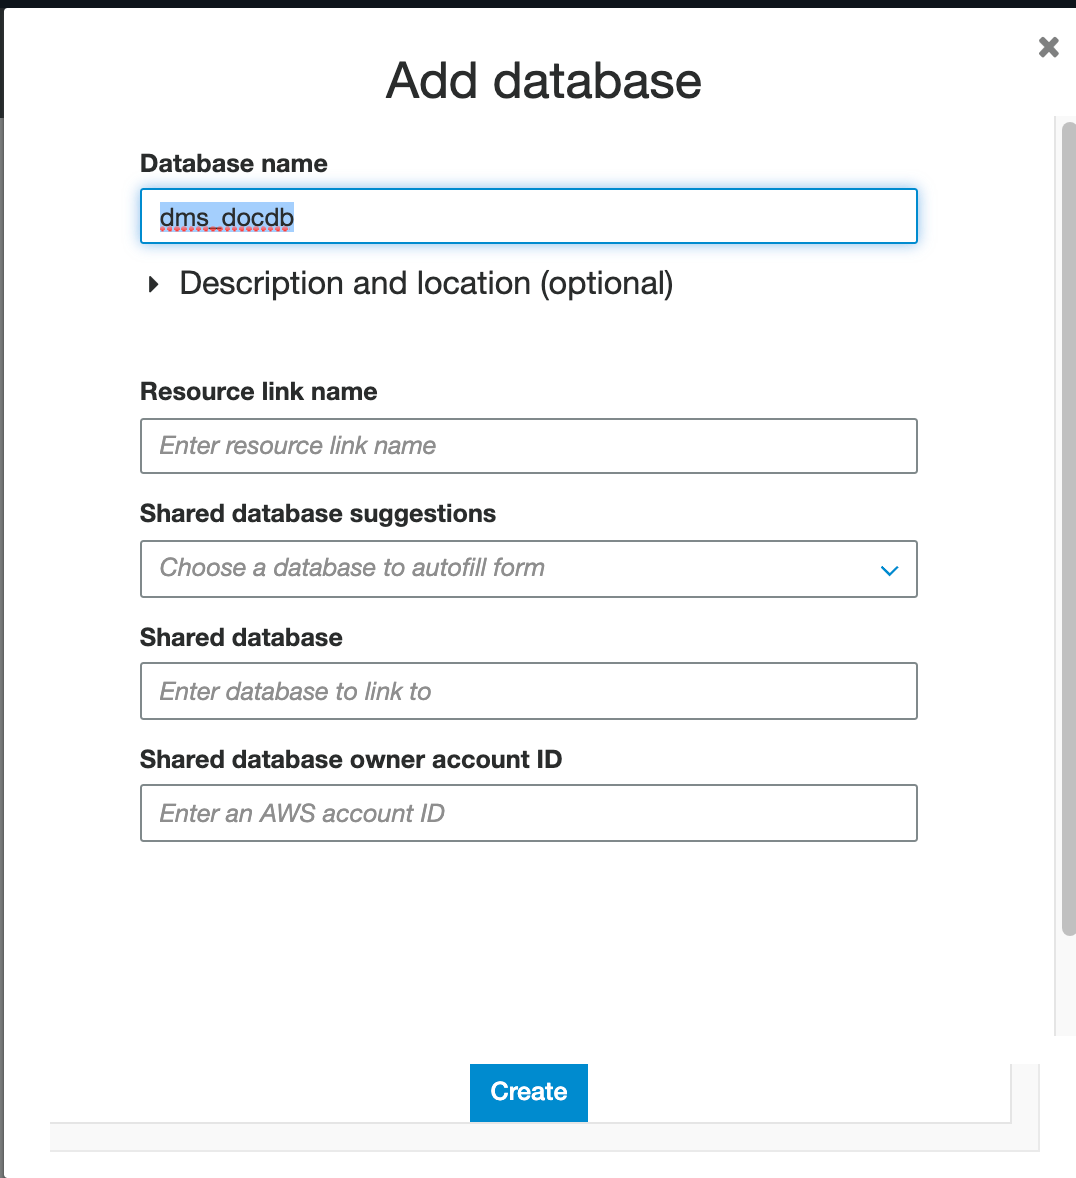 Add database
Database name
dms_docdb
Description and location (optional)
Resource link name
Enter resource link name
Shared database suggestions
Choose a database to autofill form
Shared database
Enter database to link to
Shared database owner account ID
Enter an AWS account ID
Create